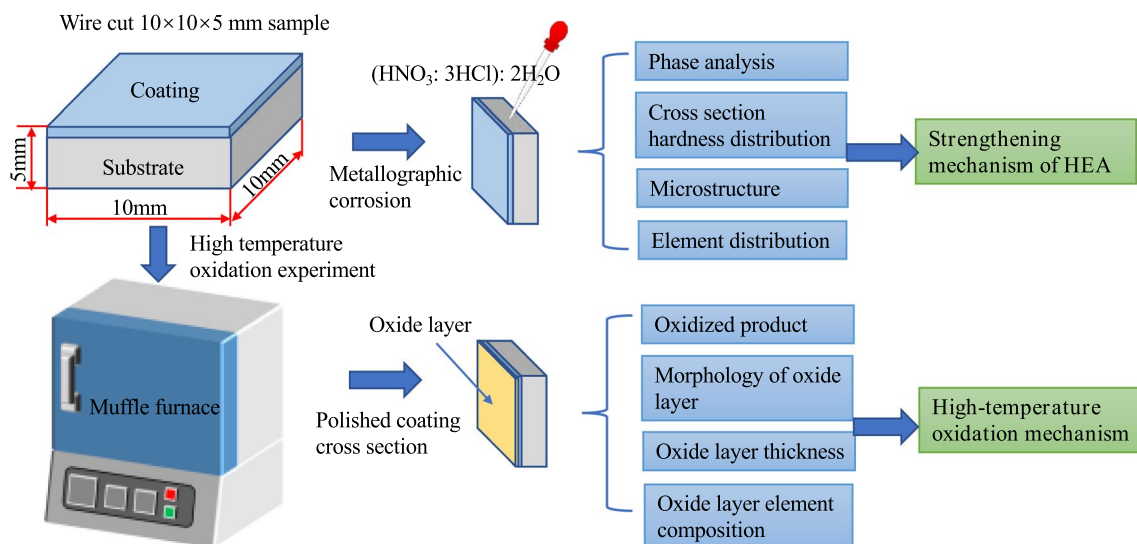 Wire cut 10×10×5 mm sample
Coating
Substrate
5mm
10mm
10mm
(HNO₃: 3HCl): 2H₂O
Metallographic
corrosion
Phase analysis
Cross section
hardness distribution
Microstructure
Element distribution
Strengthening
mechanism of HEA
High temperature
oxidation experiment
Muffle furnace
Oxide layer
Polished coating
cross section
Oxidized product
Morphology of oxide
layer
Oxide layer thickness
Oxide layer element
composition
High-temperature
oxidation mechanism